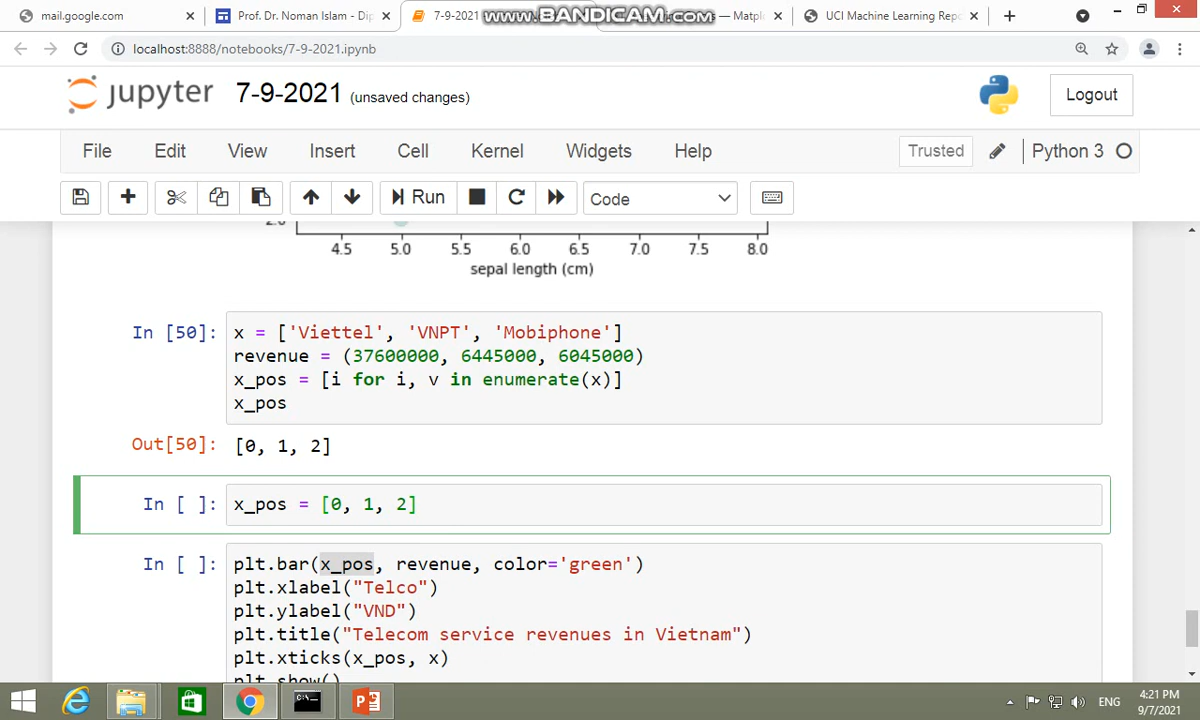 mail.google.com
Prof. Dr. Noman Islam - Di
7-9-2021
www.BANDICAM.com
— Matpl
UCI Machine Learning Repo
localhost:8888/notebooks/7-9-2021.ipynb
jupyter 7-9-2021 (unsaved changes)
Logout
File Edit View Insert Cell Kernel Widgets Help
Trusted
Python 3
Run
Code
2.0
4.5 5.0 5.5 6.0 6.5 7.0 7.5 8.0
sepal length (cm)
In [50]: x = ['Viettel', 'VNPT', 'Mobiphone']
revenue = (37600000, 6445000, 6045000)
x_pos = [i for i, v in enumerate(x)]
x_pos
Out[50]: [0, 1, 2]
In [ ]: x_pos = [0, 1, 2]
In [ ]: plt.bar(x_pos, revenue, color='green')
plt.xlabel("Telco")
plt.ylabel("VND")
plt.title("Telecom service revenues in Vietnam")
plt.xticks(x_pos, x)
plt.show()
ENG
4:21 PM
9/7/2021